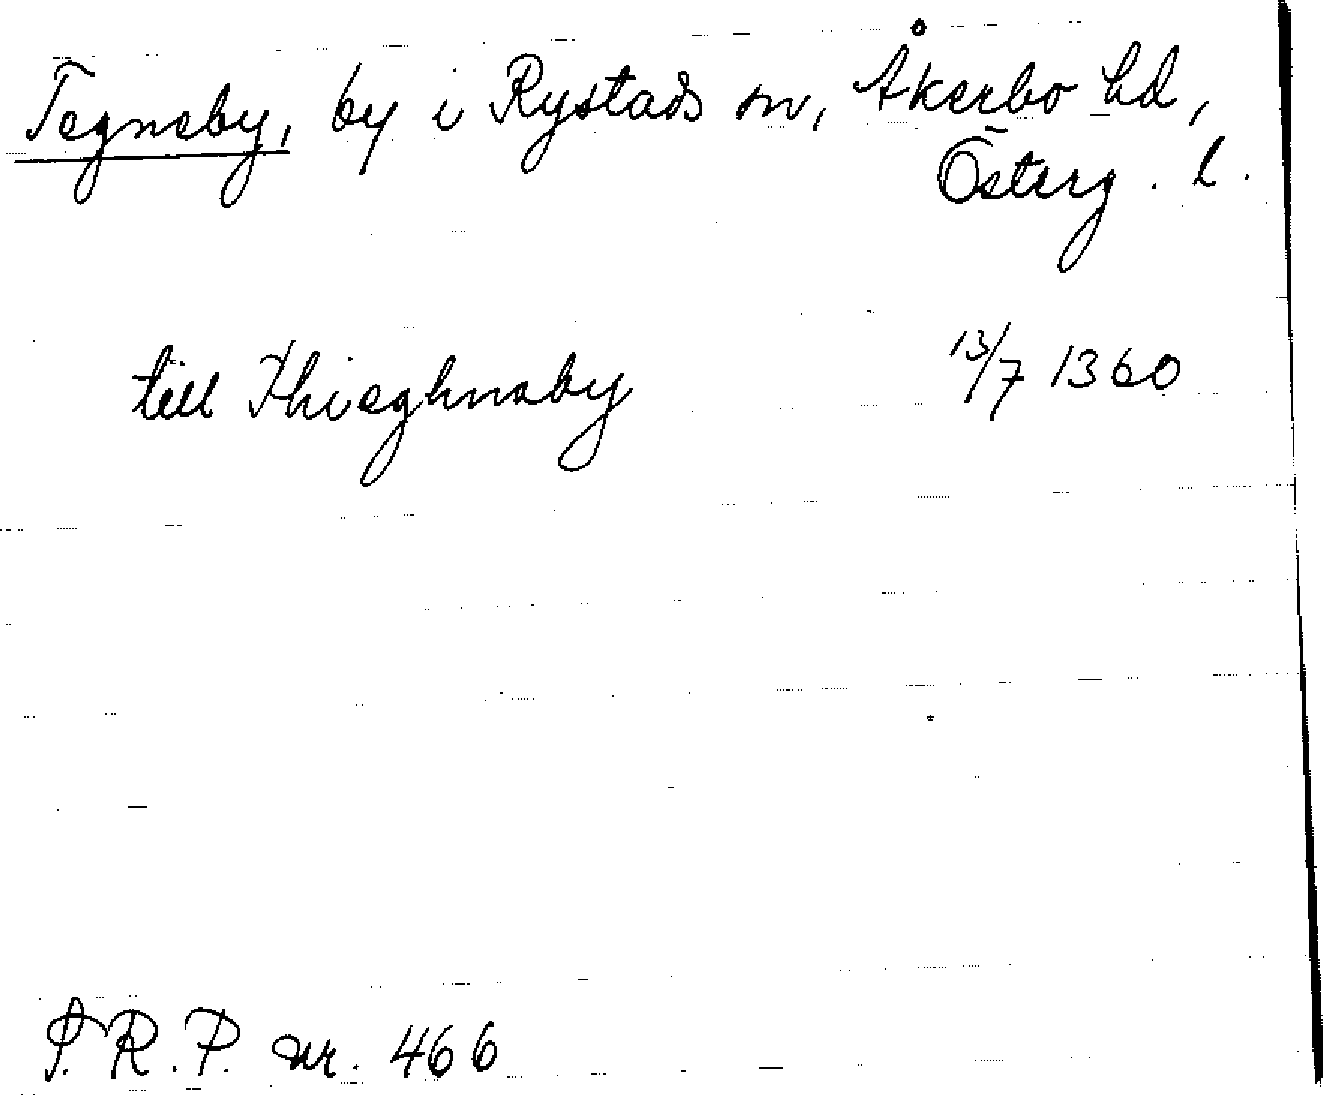 Tegneby, by i Rystads sn, Åkerbo hd,
Österg. l.
till Thieghnaby 13/7 1360
S.R.P. nr. 466